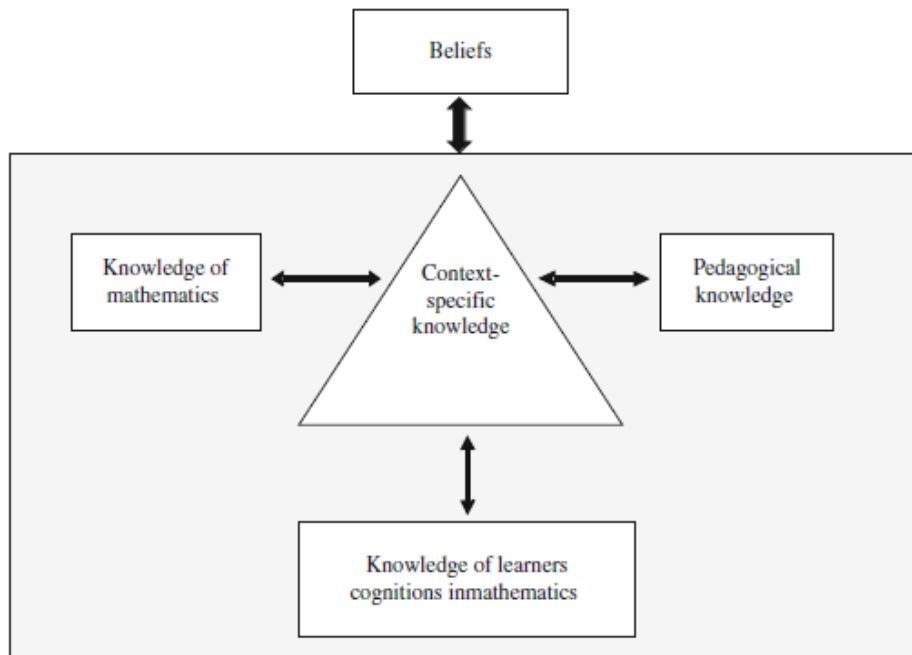 Beliefs
Knowledge of
mathematics
Context-
specific
knowledge
Pedagogical
knowledge
Knowledge of learners
cognitions inmathematics